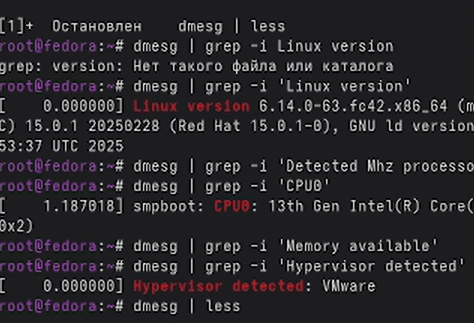 [1]+  Остановлен    dmesg | less
root@fedora:~# dmesg | grep -i Linux version
grep: version: Нет такого файла или каталога
root@fedora:~# dmesg | grep -i 'Linux version'
[    0.000000] Linux version 6.14.0-63.fc42.x86_64 (m
C) 15.0.1 20250228 (Red Hat 15.0.1-0), GNU ld version
53:37 UTC 2025
root@fedora:~# dmesg | grep -i 'Detected Mhz processo
root@fedora:~# dmesg | grep -i 'CPU0'
[    1.187018] smpboot: CPU0: 13th Gen Intel(R) Core(
0x2)
root@fedora:~# dmesg | grep -i 'Memory available'
root@fedora:~# dmesg | grep -i 'Hypervisor detected'
[    0.000000] Hypervisor detected: VMware
root@fedora:~# dmesg | less